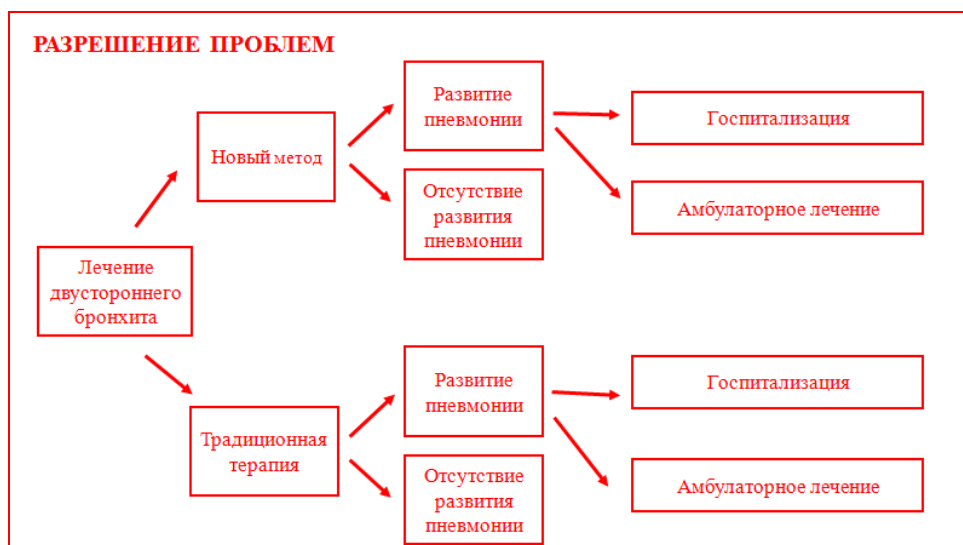 РАЗРЕШЕНИЕ ПРОБЛЕМ
Развитие
пневмонии
Госпитализация
Новый метод
Отсутствие
развития
пневмонии
Амбулаторное лечение
Лечение
двустороннего
бронхита
Развитие
пневмонии
Госпитализация
Традиционная
терапия
Отсутствие
развития
пневмонии
Амбулаторное лечение